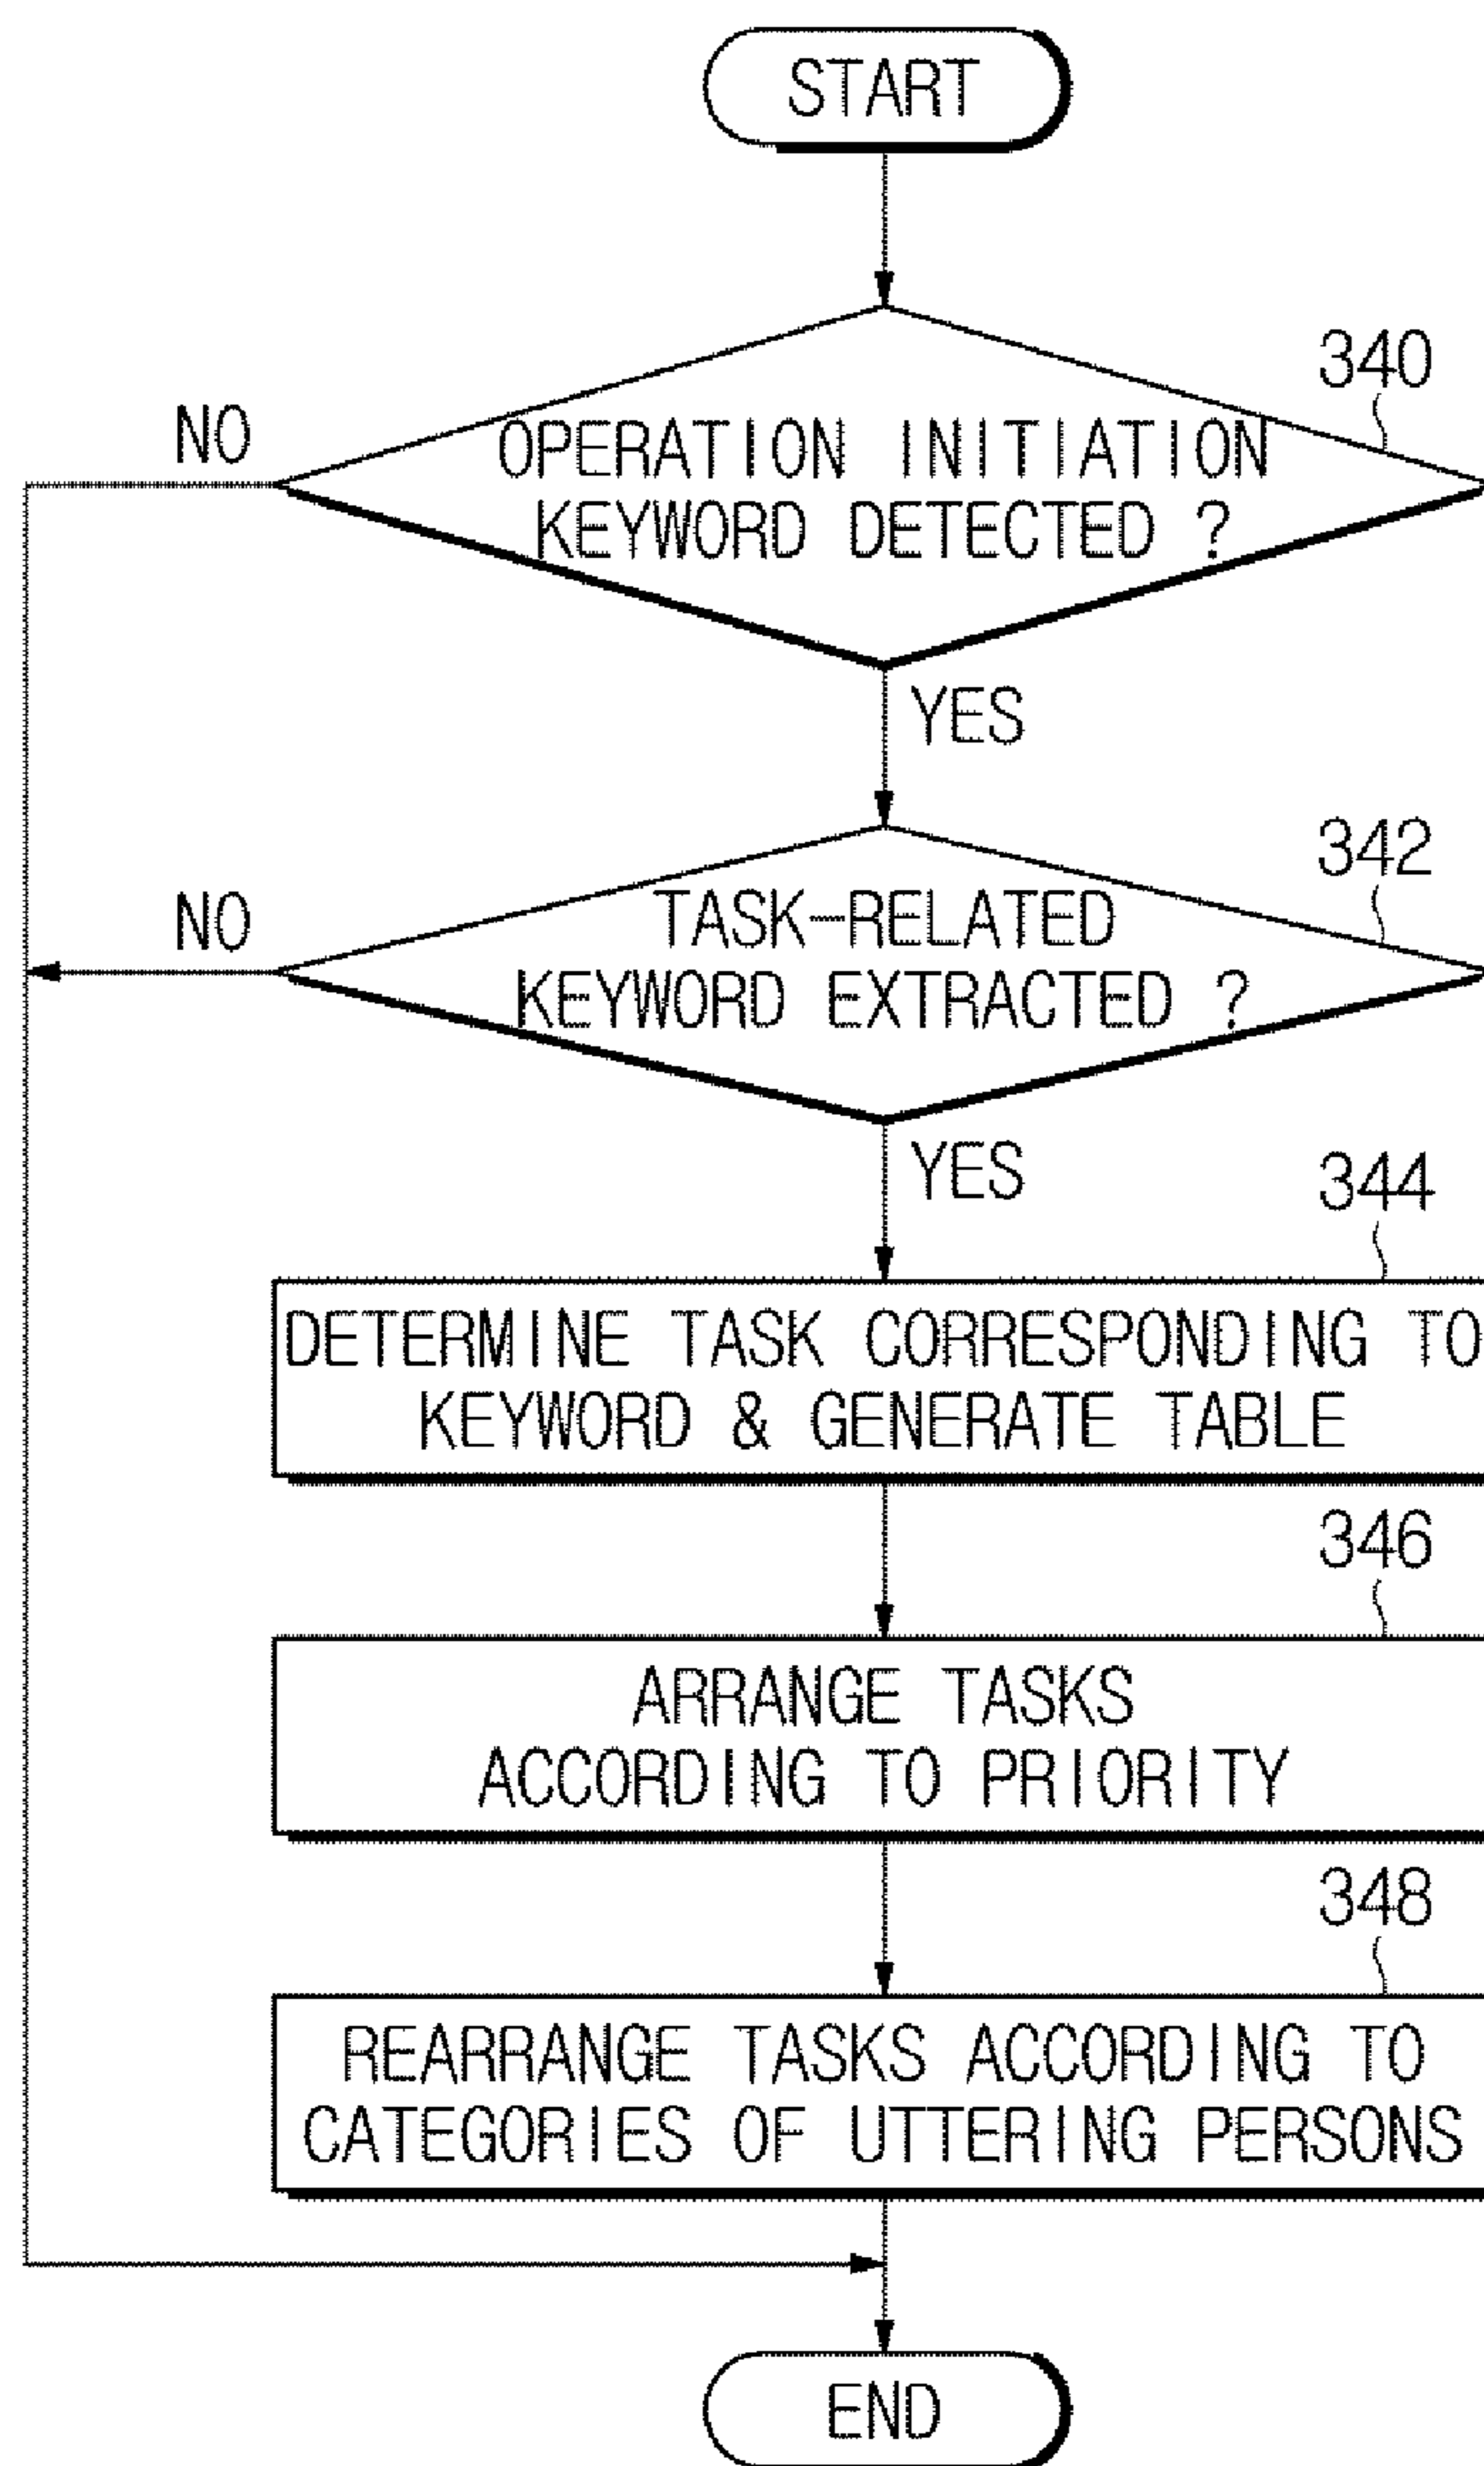 START
340
NO
OPERATION INITIATION
KEYWORD DETECTED ?
YES
342
NO
TASK-RELATED
KEYWORD EXTRACTED ?
YES
344
DETERMINE TASK CORRESPONDING TO
KEYWORD & GENERATE TABLE
346
ARRANGE TASKS
ACCORDING TO PRIORITY
348
REARRANGE TASKS ACCORDING TO
CATEGORIES OF UTTERING PERSONS
END